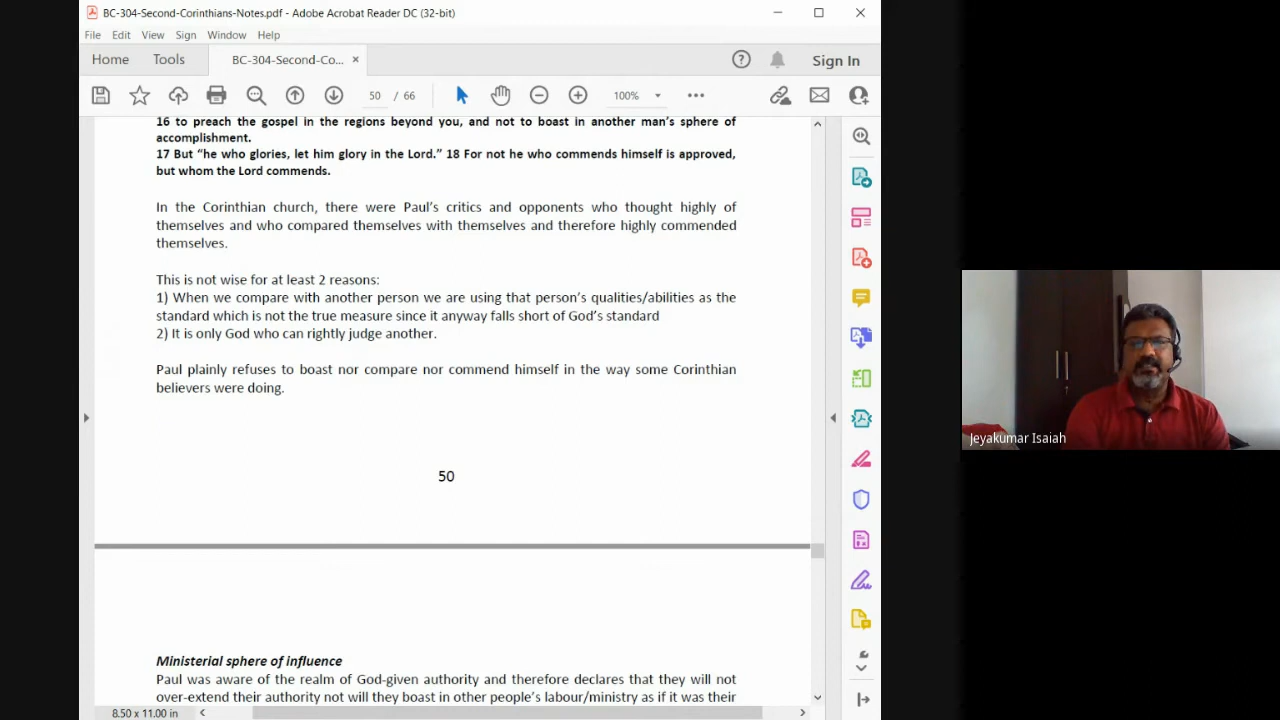 BC-304-Second-Corinthians-Notes.pdf - Adobe Acrobat Reader DC (32-bit)
File Edit View Sign Window Help
Home Tools BC-304-Second-Co... × Sign In
50 / 66 100%
16 to preach the gospel in the regions beyond you, and not to boast in another man’s sphere of
accomplishment.
17 But “he who glories, let him glory in the Lord.” 18 For not he who commends himself is approved,
but whom the Lord commends.
In the Corinthian church, there were Paul’s critics and opponents who thought highly of
themselves and who compared themselves with themselves and therefore highly commended
themselves.
This is not wise for at least 2 reasons:
1) When we compare with another person we are using that person’s qualities/abilities as the
standard which is not the true measure since it anyway falls short of God’s standard
2) It is only God who can rightly judge another.
Paul plainly refuses to boast nor compare nor commend himself in the way some Corinthian
believers were doing.
50
Ministerial sphere of influence
Paul was aware of the realm of God-given authority and therefore declares that they will not
over-extend their authority not will they boast in other people’s labour/ministry as if it was their
8.50 x 11.00 in
Jeyakumar Isaiah